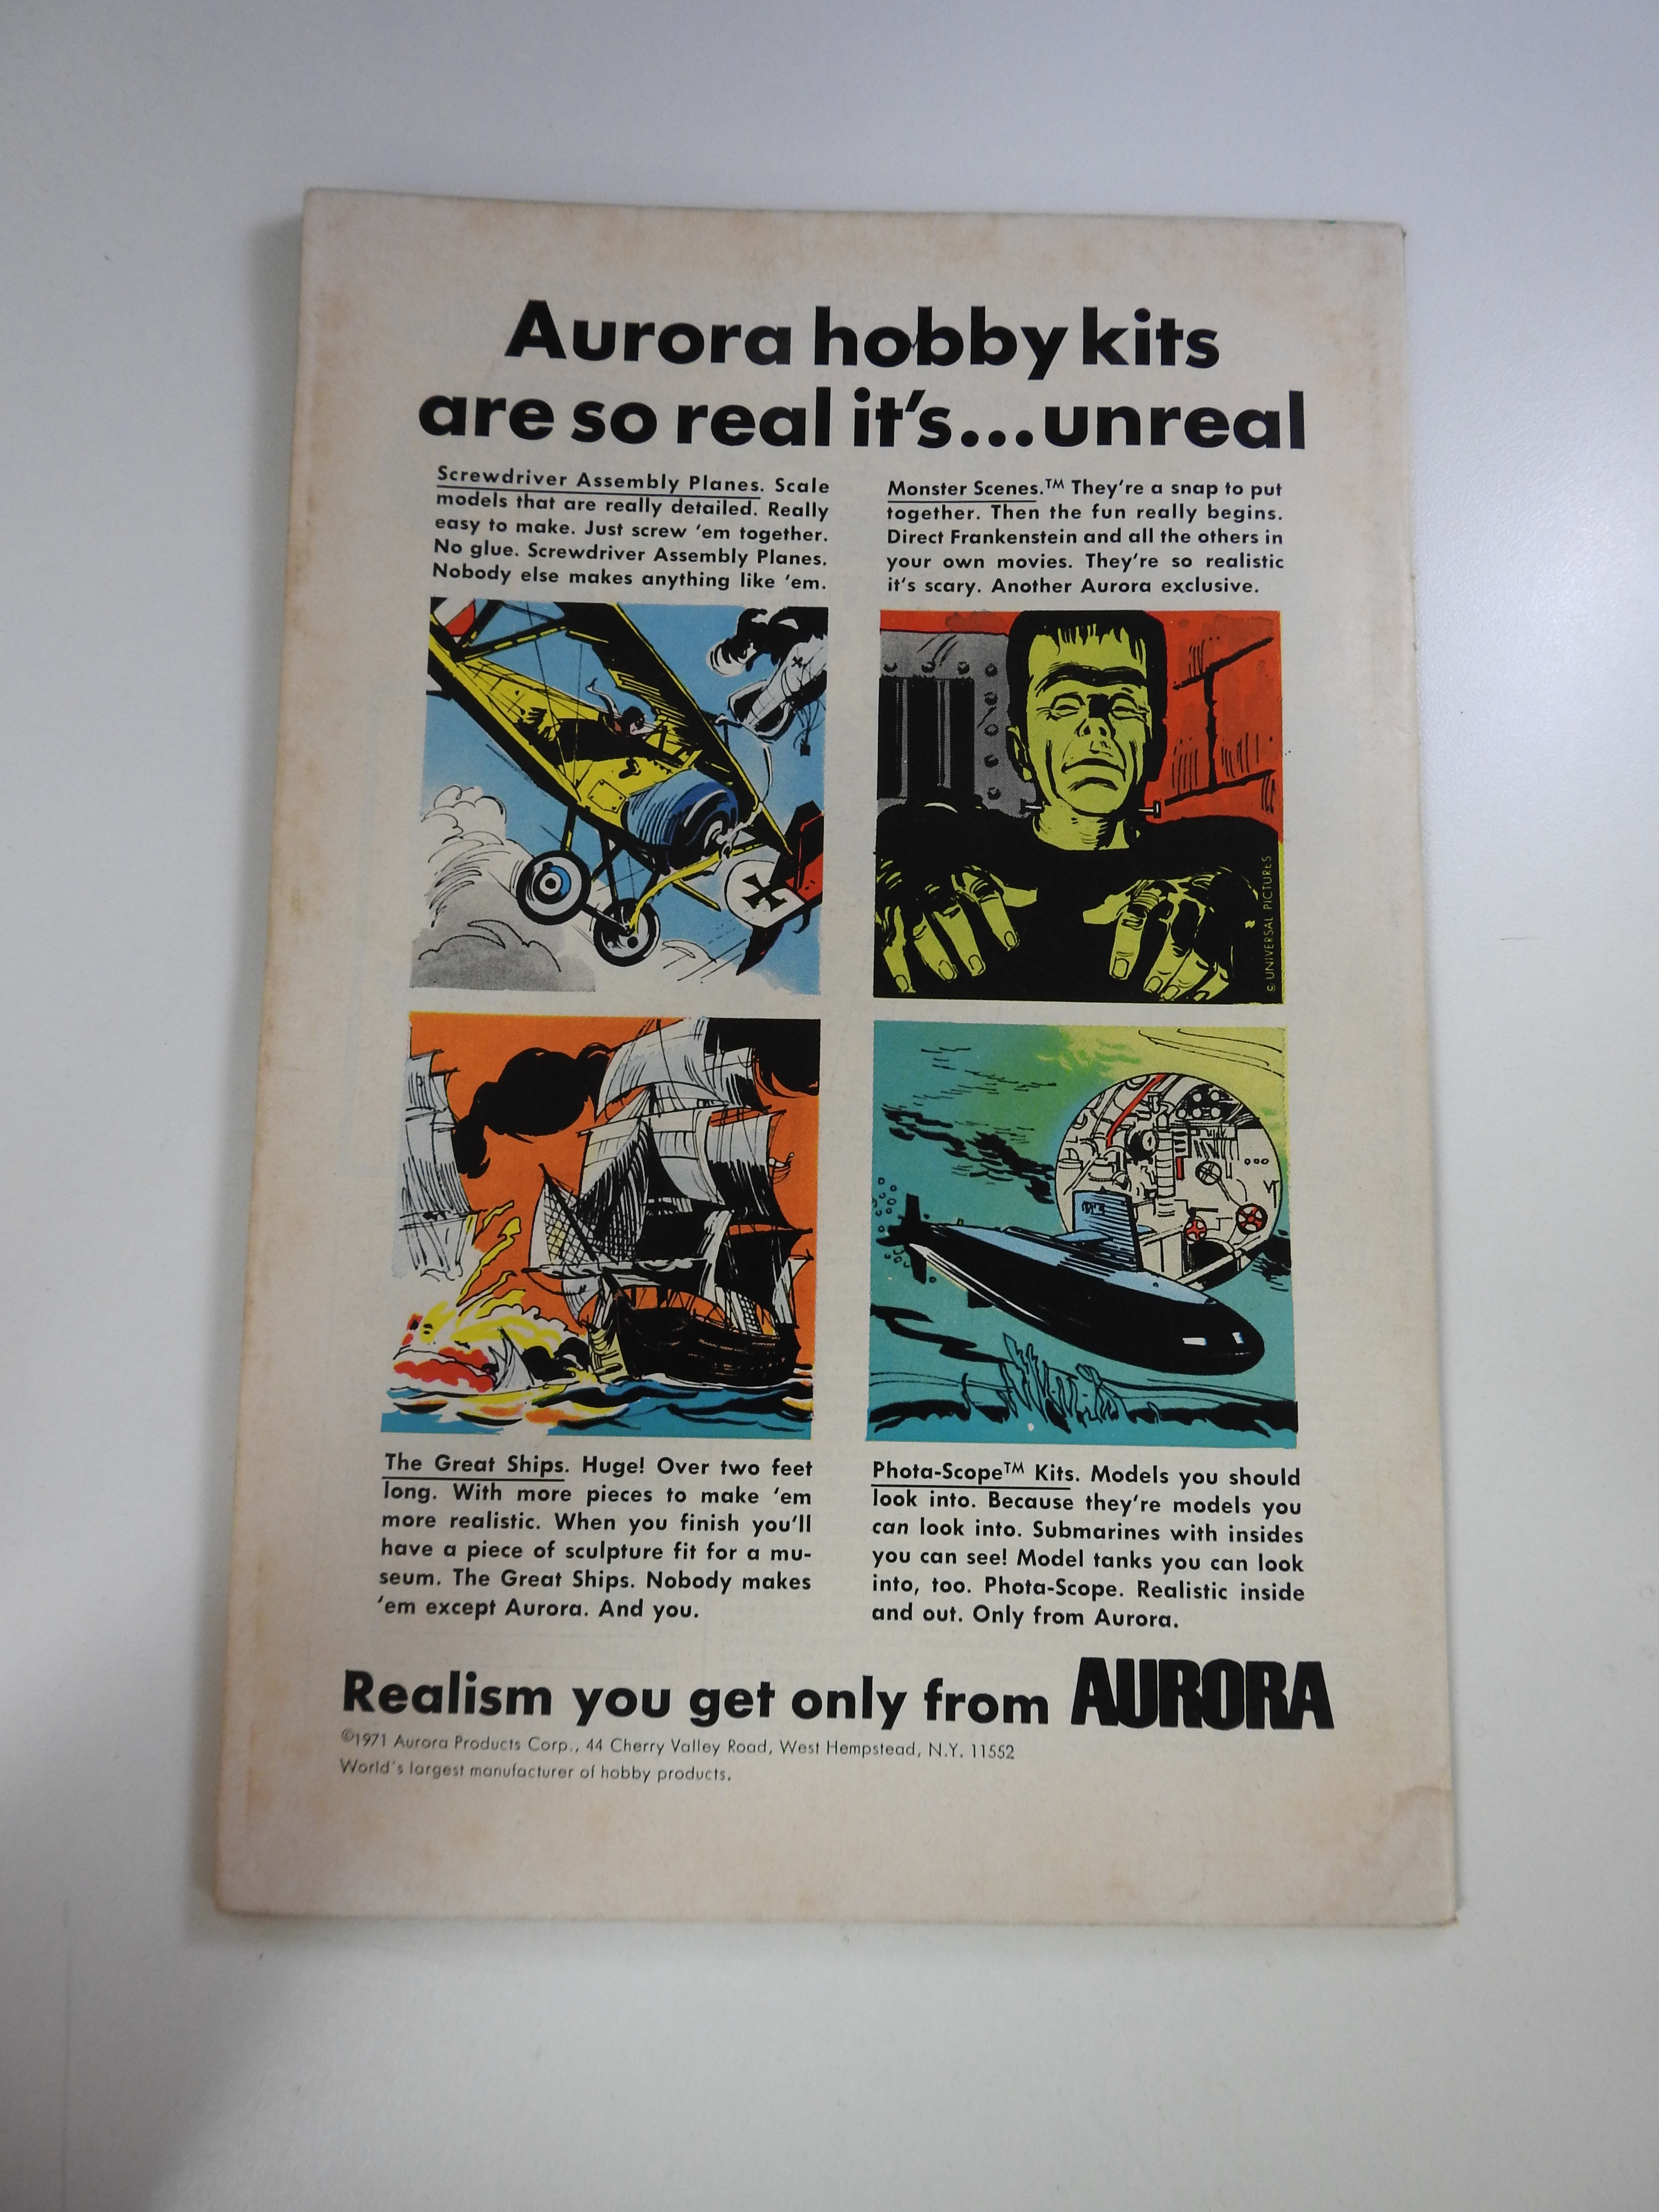 Aurora hobby kits
are so real it's...unreal
Screwdriver Assembly Planes. Scale
models that are really detailed. Really
easy to make. Just screw 'em together.
No glue. Screwdriver Assembly Planes.
Nobody else makes anything like 'em.
Monster Scenes.™ They're a snap to put
together. Then the fun really begins.
Direct Frankenstein and all the others in
your own movies. They're so realistic
it's scary. Another Aurora exclusive.
© UNIVERSAL PICTURES
The Great Ships. Huge! Over two feet
long. With more pieces to make 'em
more realistic. When you finish you'll
have a piece of sculpture fit for a mu-
seum. The Great Ships. Nobody makes
'em except Aurora. And you.
Phota-Scope™ Kits. Models you should
look into. Because they're models you
can look into. Submarines with insides
you can see! Model tanks you can look
into, too. Phota-Scope. Realistic inside
and out. Only from Aurora.
Realism you get only from AURORA
©1971 Aurora Products Corp., 44 Cherry Valley Road, West Hempstead, N.Y. 11552
World's largest manufacturer of hobby products.